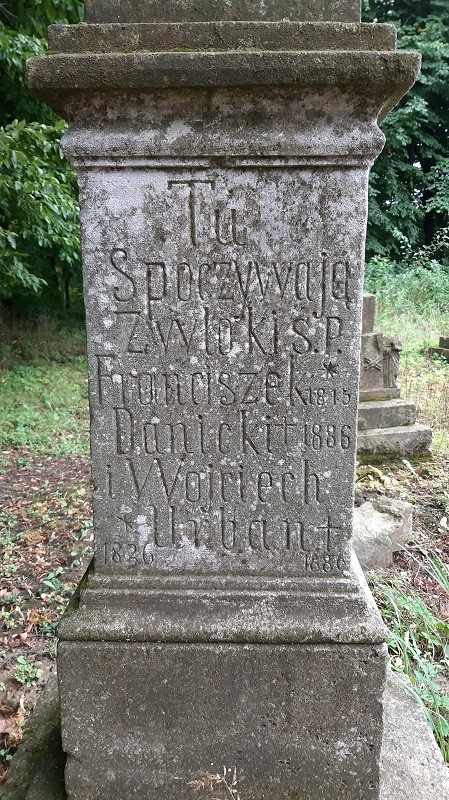 Tu
Spoczywają
Zwłoki ś.P.
Franciszek * 1815
Danicki † 1886
i Wojciech
* Urban †
1836 1886